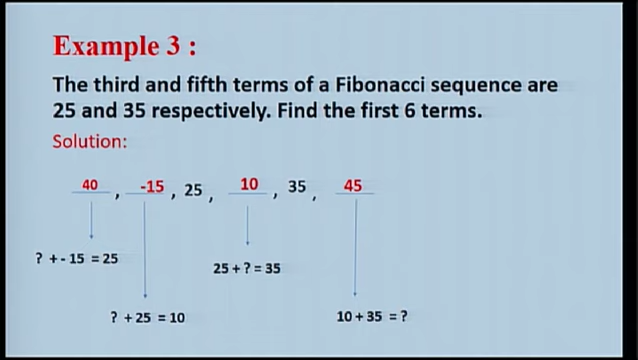 Example 3 :
The third and fifth terms of a Fibonacci sequence are
25 and 35 respectively. Find the first 6 terms.
Solution:
40 , -15 , 25 , 10 , 35 , 45
? + - 15 = 25
25 + ? = 35
? + 25 = 10
10 + 35 = ?